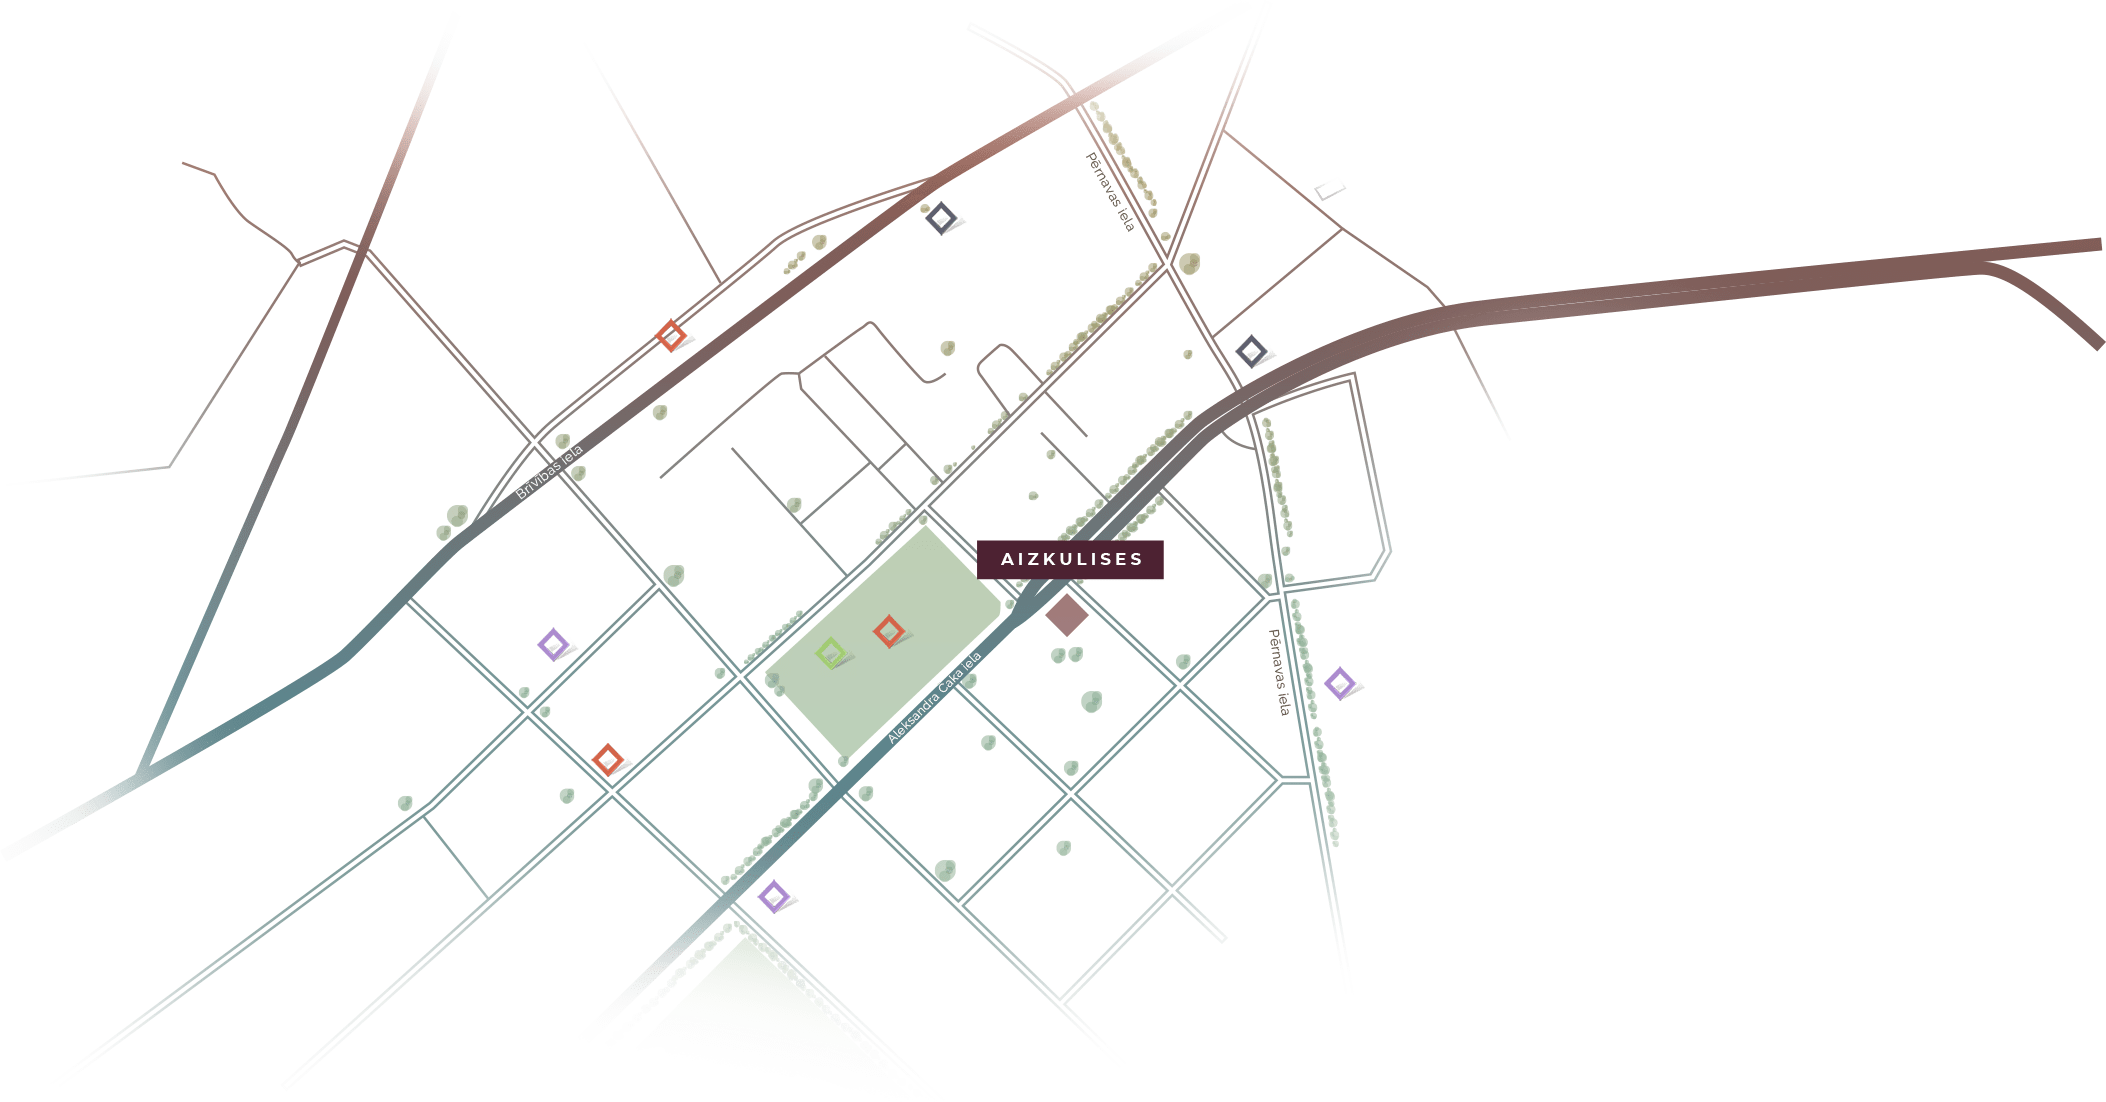 Pērnavas iela
Brīvības iela
AIZKULISES
Aleksandra Čaka iela
Pērnavas iela